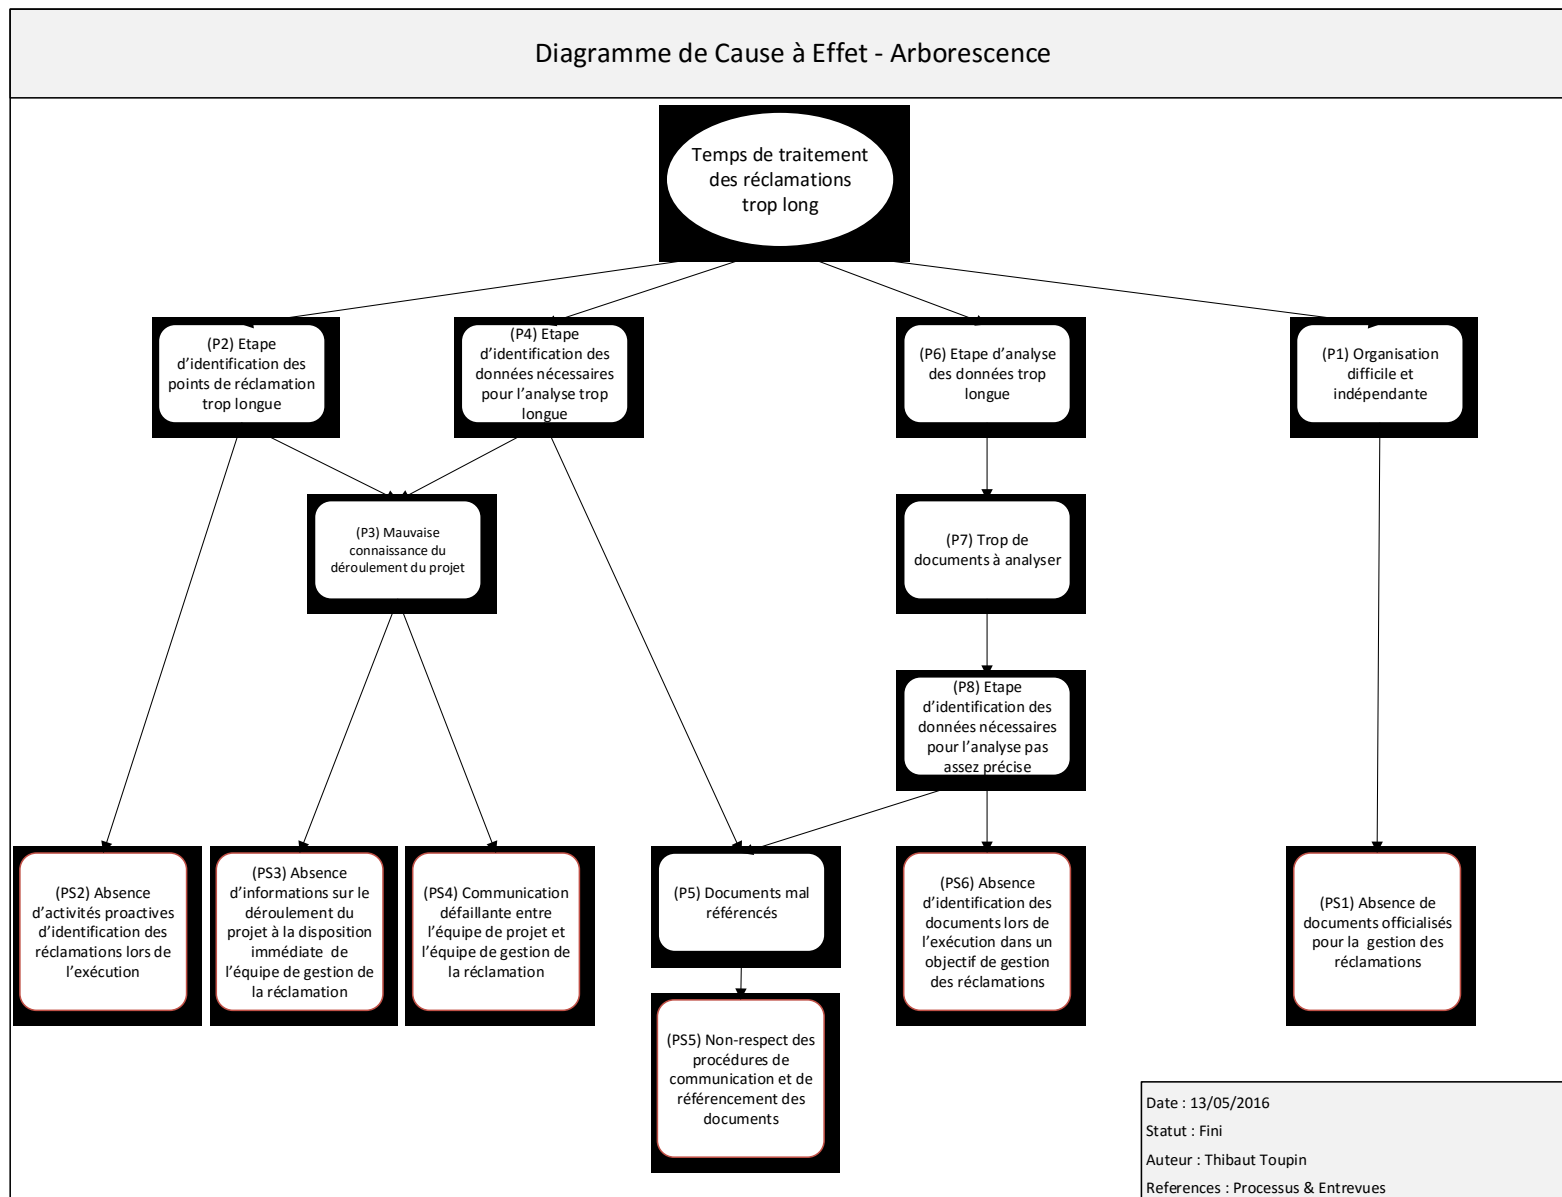 Diagramme de Cause à Effet - Arborescence
Temps de traitement
des réclamations
trop long
(P2) Etape
d'identification des
points de réclamation
trop longue
(P4) Etape
d'identification des
données nécessaires
pour l'analyse trop
longue
(P6) Etape d'analyse
des données trop
longue
(P1) Organisation
difficile et
indépendante
(P3) Mauvaise
connaissance du
déroulement du projet
(P7) Trop de
documents à analyser
(P8) Etape
d'identification des
données nécessaires
pour l'analyse pas
assez précise
(PS2) Absence
d'activités proactives
d'identification des
réclamations lors de
l'exécution
(PS3) Absence
d'informations sur le
déroulement du
projet à la disposition
immédiate de
l'équipe de gestion de
la réclamation
(PS4) Communication
défaillante entre
l'équipe de projet et
l'équipe de gestion de
la réclamation
(P5) Documents mal
référencés
(PS6) Absence
d'identification des
documents lors de
l'exécution dans un
objectif de gestion
des réclamations
(PS1) Absence de
documents officialisés
pour la gestion des
réclamations
(PS5) Non-respect des
procédures de
communication et de
référencement des
documents
Date : 13/05/2016
Statut : Fini
Auteur : Thibaut Toupin
References : Processus & Entrevues